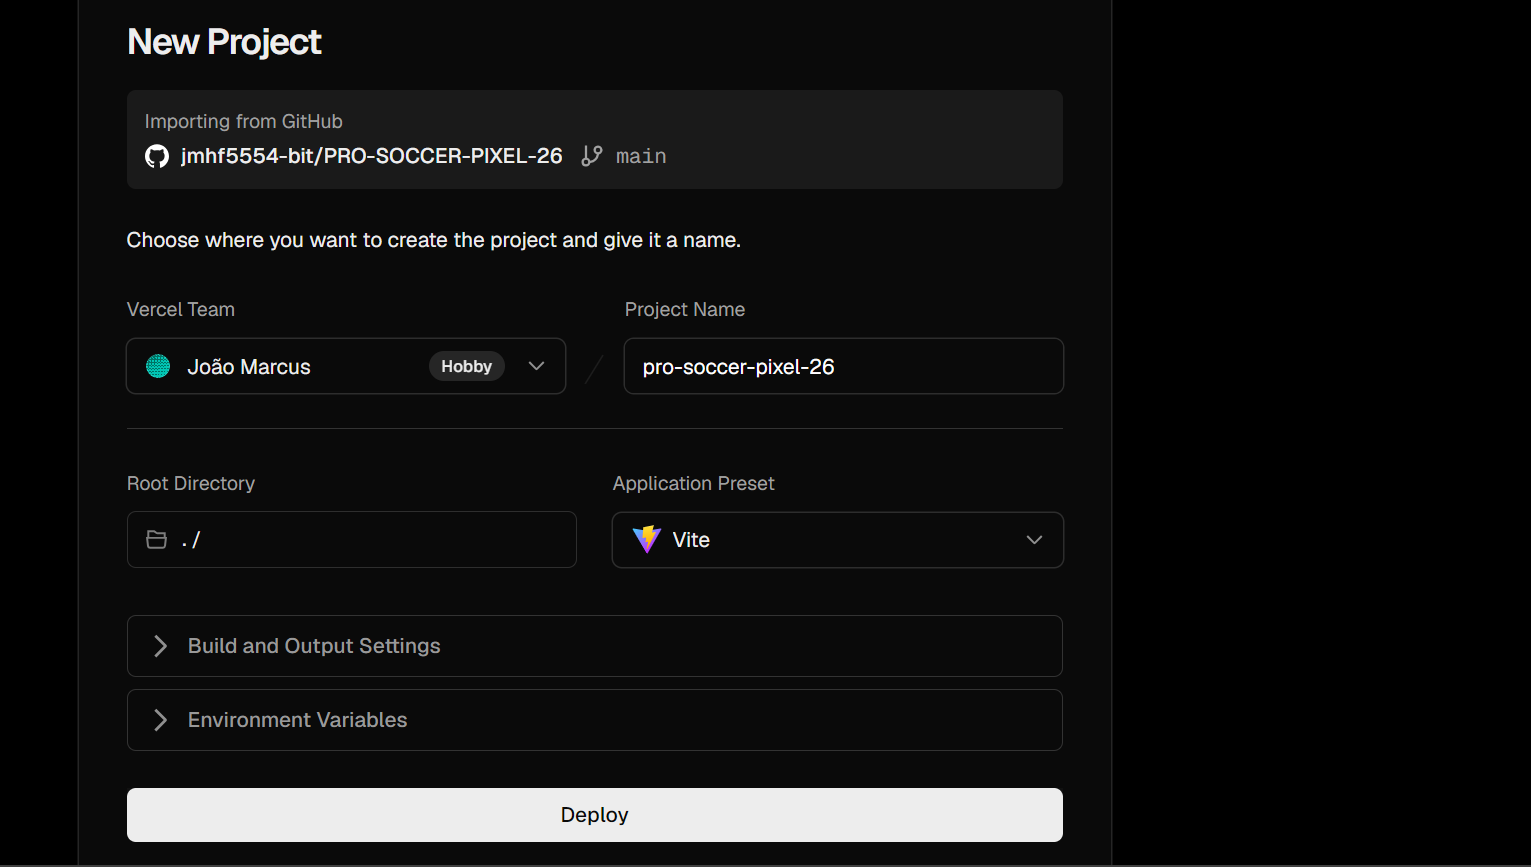 New Project
Importing from GitHub
jmhf5554-bit/PRO-SOCCER-PIXEL-26 main
Choose where you want to create the project and give it a name.
Vercel Team
Project Name
João Marcus Hobby
pro-soccer-pixel-26
Root Directory
Application Preset
./
Vite
Build and Output Settings
Environment Variables
Deploy